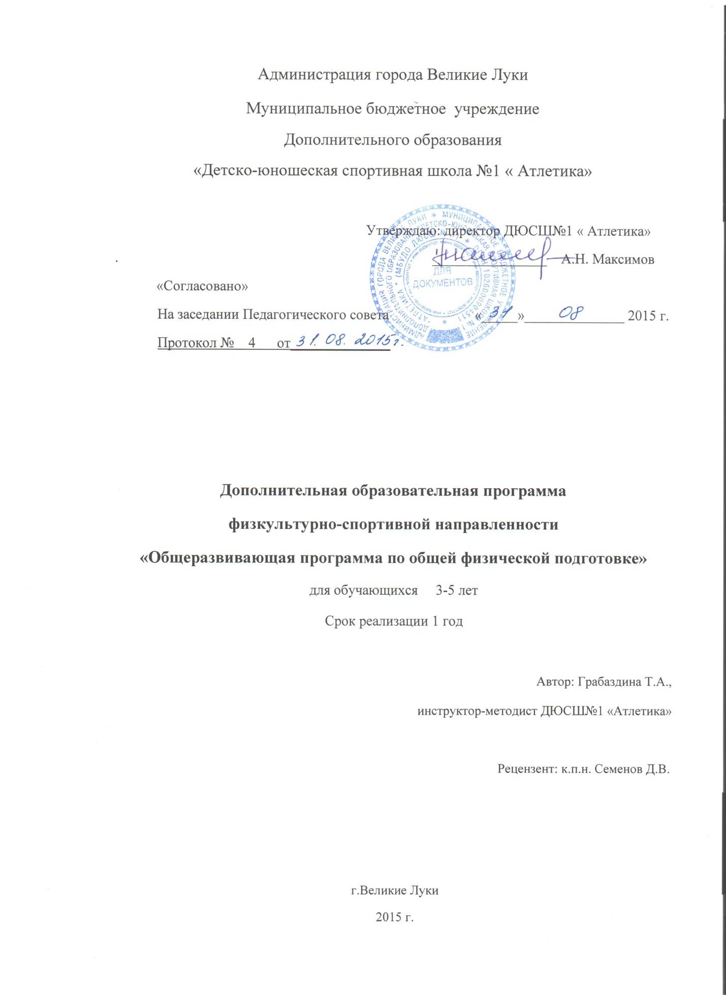 Администрация города Великие Луки
Муниципальное бюджетное учреждение
Дополнительного образования
«Детско-юношеская спортивная школа №1 « Атлетика»
Утверждаю: директор ДЮСШ№1 « Атлетика»
А.Н. Максимов
«Согласовано»
На заседании Педагогического совета «31» 08 2015 г.
Протокол № 4 от 31.08.2015г.
ДЛЯ
ДОКУМЕНТОВ
Дополнительная образовательная программа
физкультурно-спортивной направленности
«Общеразвивающая программа по общей физической подготовке»
для обучающихся 3-5 лет
Срок реализации 1 год
Автор: Грабаздина Т.А.,
инструктор-методист ДЮСШ№1 «Атлетика»
Рецензент: к.п.н. Семенов Д.В.
г.Великие Луки
2015 г.